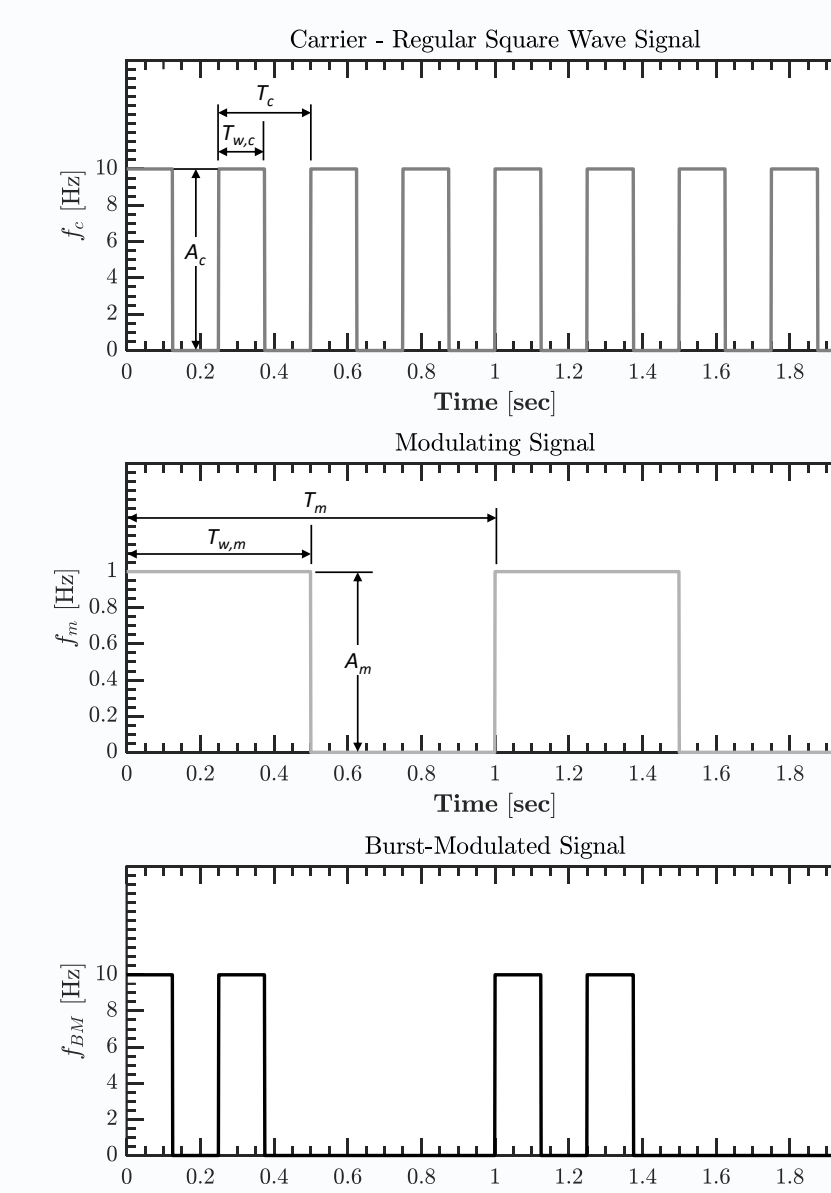 Carrier - Regular Square Wave Signal
T_c
T_w,c
A_c
f_c [Hz]
10
8
6
4
2
0
0 0.2 0.4 0.6 0.8 1 1.2 1.4 1.6 1.8
Time [sec]
Modulating Signal
T_m
T_w,m
A_m
f_m [Hz]
1
0.8
0.6
0.4
0.2
0
0 0.2 0.4 0.6 0.8 1 1.2 1.4 1.6 1.8
Time [sec]
Burst-Modulated Signal
f_BM [Hz]
10
8
6
4
2
0
0 0.2 0.4 0.6 0.8 1 1.2 1.4 1.6 1.8